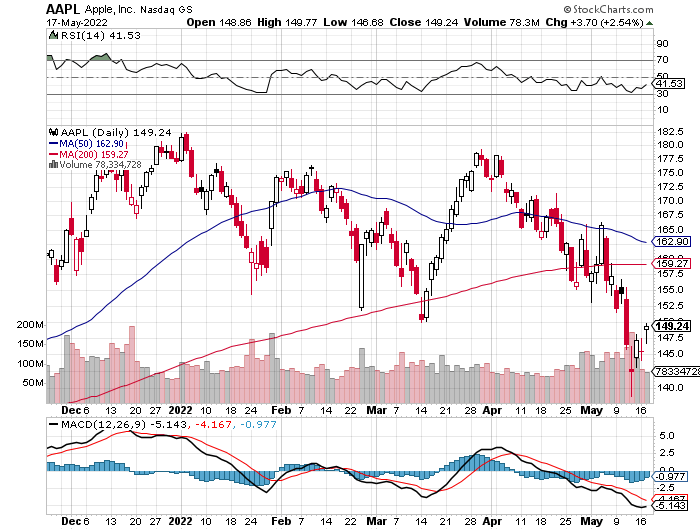 AAPL Apple, Inc. Nasdaq GS © StockCharts.com
17-May-2022 Open 148.86 High 149.77 Low 146.68 Close 149.24 Volume 78.3M Chg +3.70 (+2.54%)
RSI(14) 41.53
90
70
50
41.53
30
10
AAPL (Daily) 149.24
MA(50) 162.90
MA(200) 159.27
Volume 78,334,728
182.5
180.0
177.5
175.0
172.5
170.0
167.5
165.0
162.90
159.27
157.5
155.0
152.5
149.24
145.0
78334728
140.0
200M
150M
100M
50M
Dec 6 13 20 27 2022 10 18 24 Feb 7 14 22 Mar 7 14 21 28 Apr 11 18 25 May 9 16
MACD(12,26,9) -5.143, -4.167, -0.977
5.0
2.5
0.0
-0.977
-2.5
-4.167
-5.143
Dec 6 13 20 27 2022 10 18 24 Feb 7 14 22 Mar 7 14 21 28 Apr 11 18 25 May 9 16